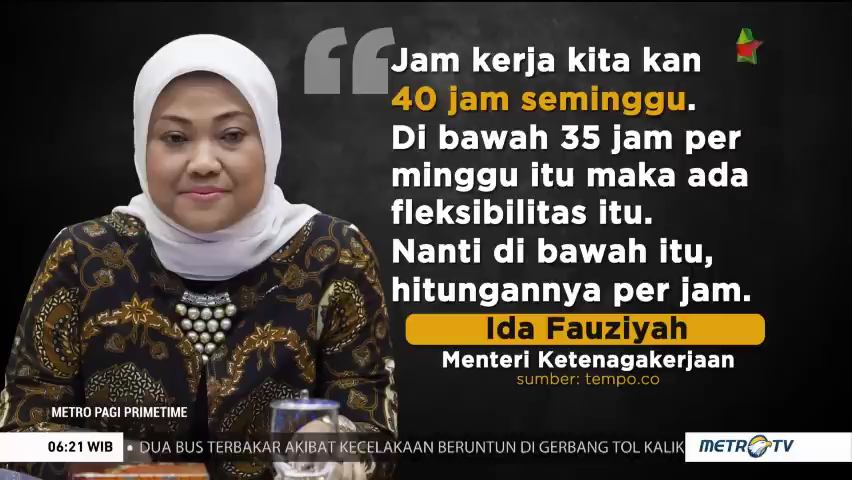 Jam kerja kita kan
40 jam seminggu.
Di bawah 35 jam per
minggu itu maka ada
fleksibilitas itu.
Nanti di bawah itu,
hitungannya per jam.
Ida Fauziyah
Menteri Ketenagakerjaan
sumber: tempo.co
METRO PAGI PRIMETIME
06:21 WIB • DUA BUS TERBAKAR AKIBAT KECELAKAAN BERUNTUN DI GERBANG TOL KALIK
METRO TV